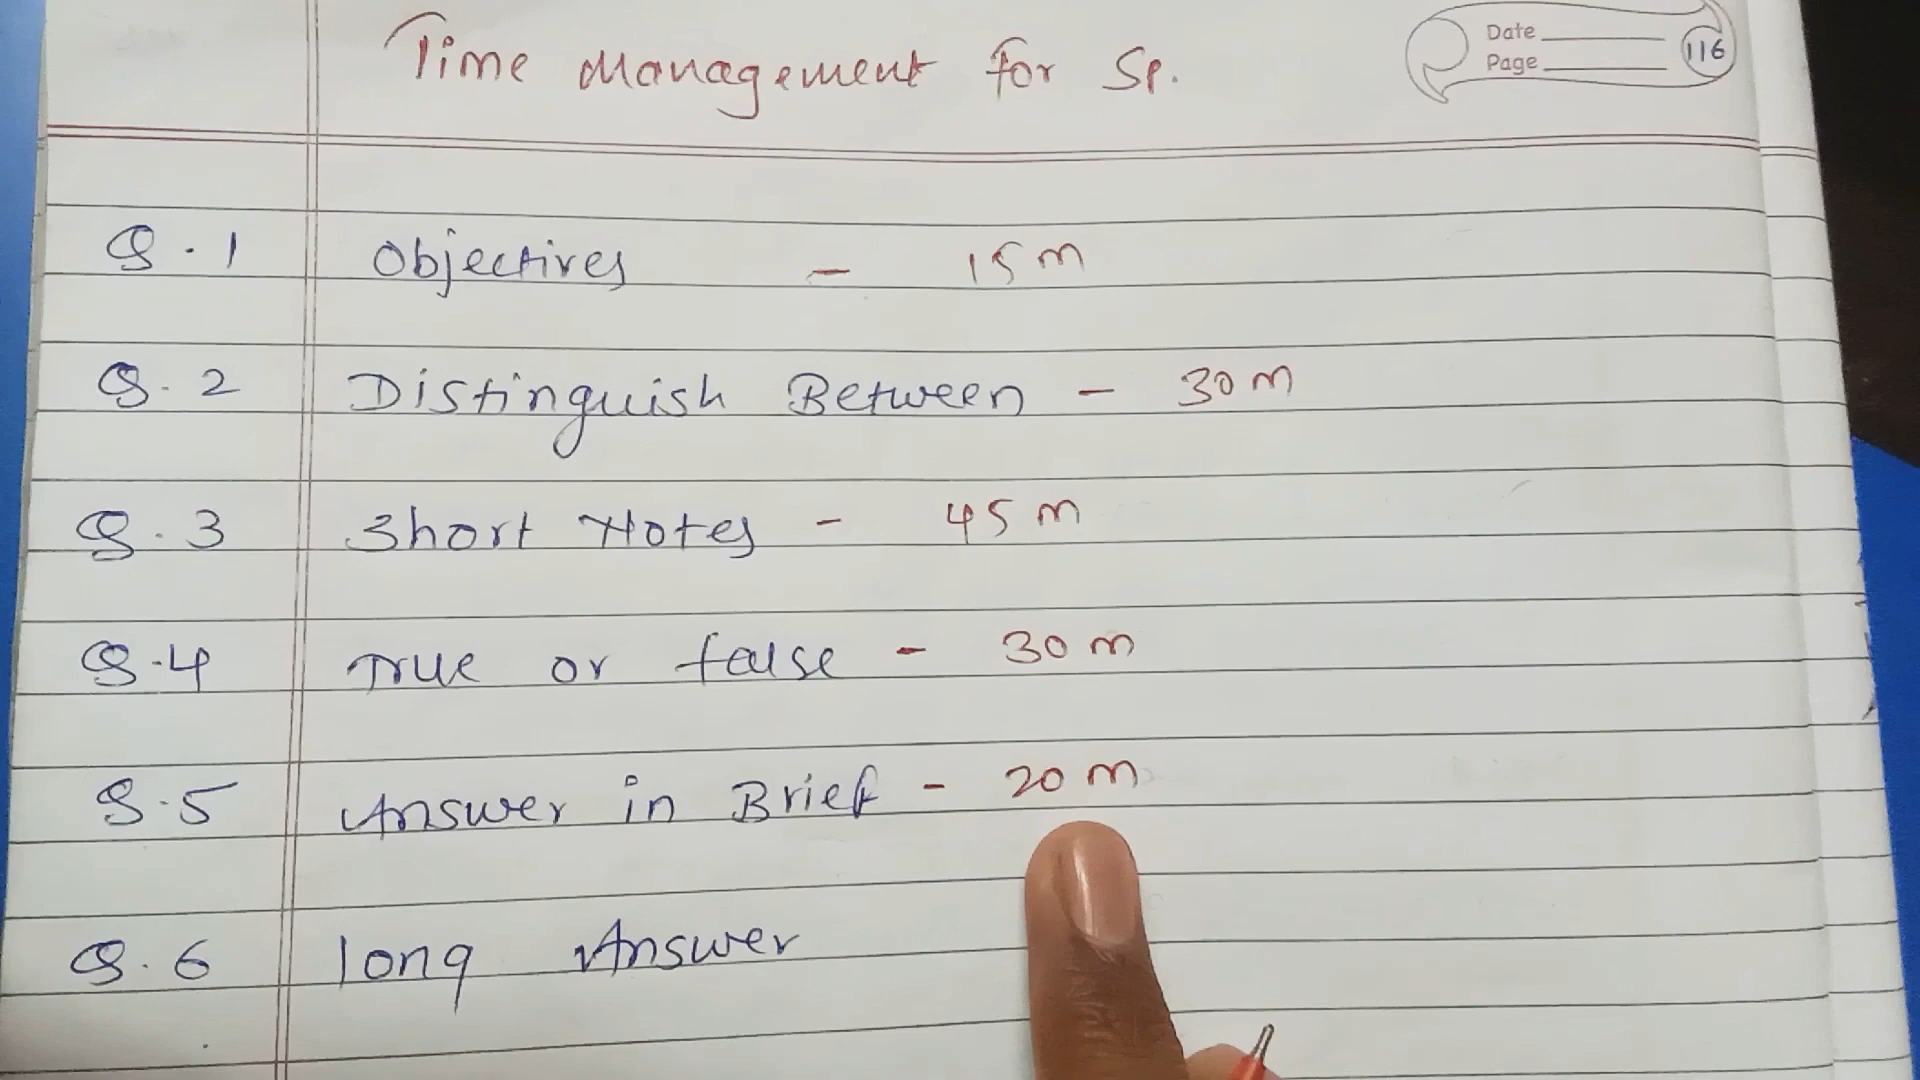 Time Management for Sp.
Date
Page
116
Q.1 Objectives - 15 m
Q.2 Distinguish Between - 30 m
Q.3 Short Notes - 45 m
Q.4 True or false - 30 m
Q.5 Answer in Brief - 20 m
Q.6 long Answer